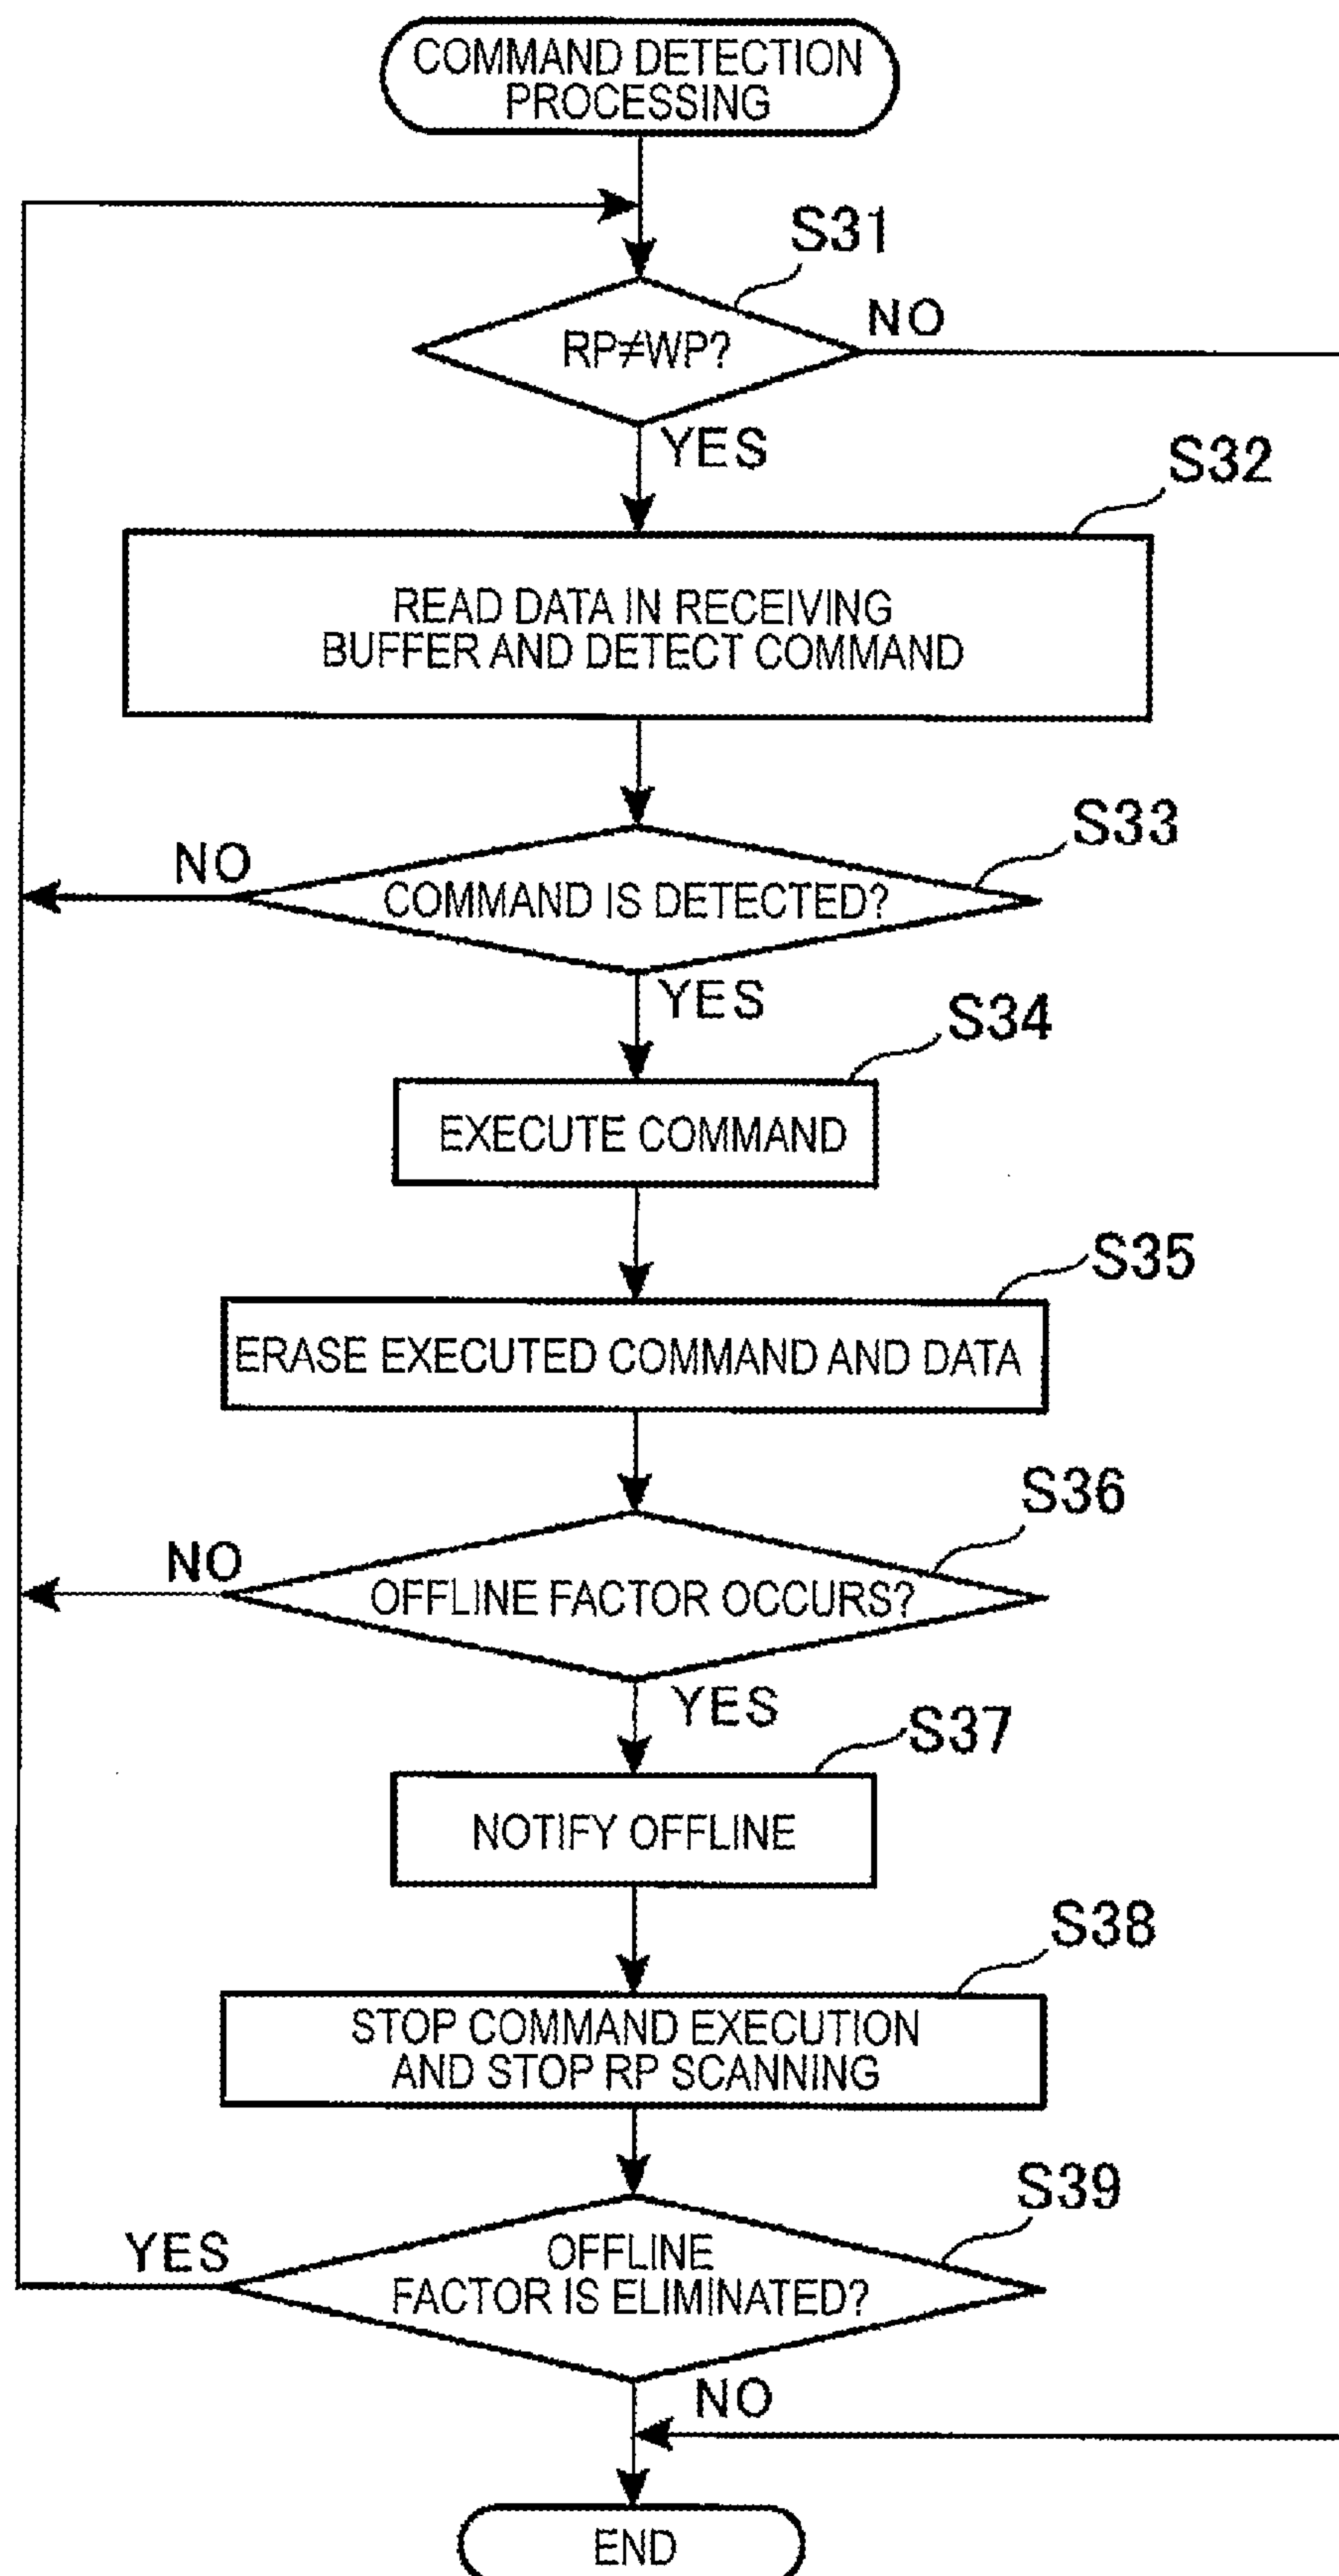 COMMAND DETECTION
PROCESSING
S31
RP≠WP?
NO
YES
S32
READ DATA IN RECEIVING
BUFFER AND DETECT COMMAND
S33
NO
COMMAND IS DETECTED?
YES
S34
EXECUTE COMMAND
S35
ERASE EXECUTED COMMAND AND DATA
S36
NO
OFFLINE FACTOR OCCURS?
YES
S37
NOTIFY OFFLINE
S38
STOP COMMAND EXECUTION
AND STOP RP SCANNING
S39
YES
OFFLINE
FACTOR IS ELIMINATED?
NO
END